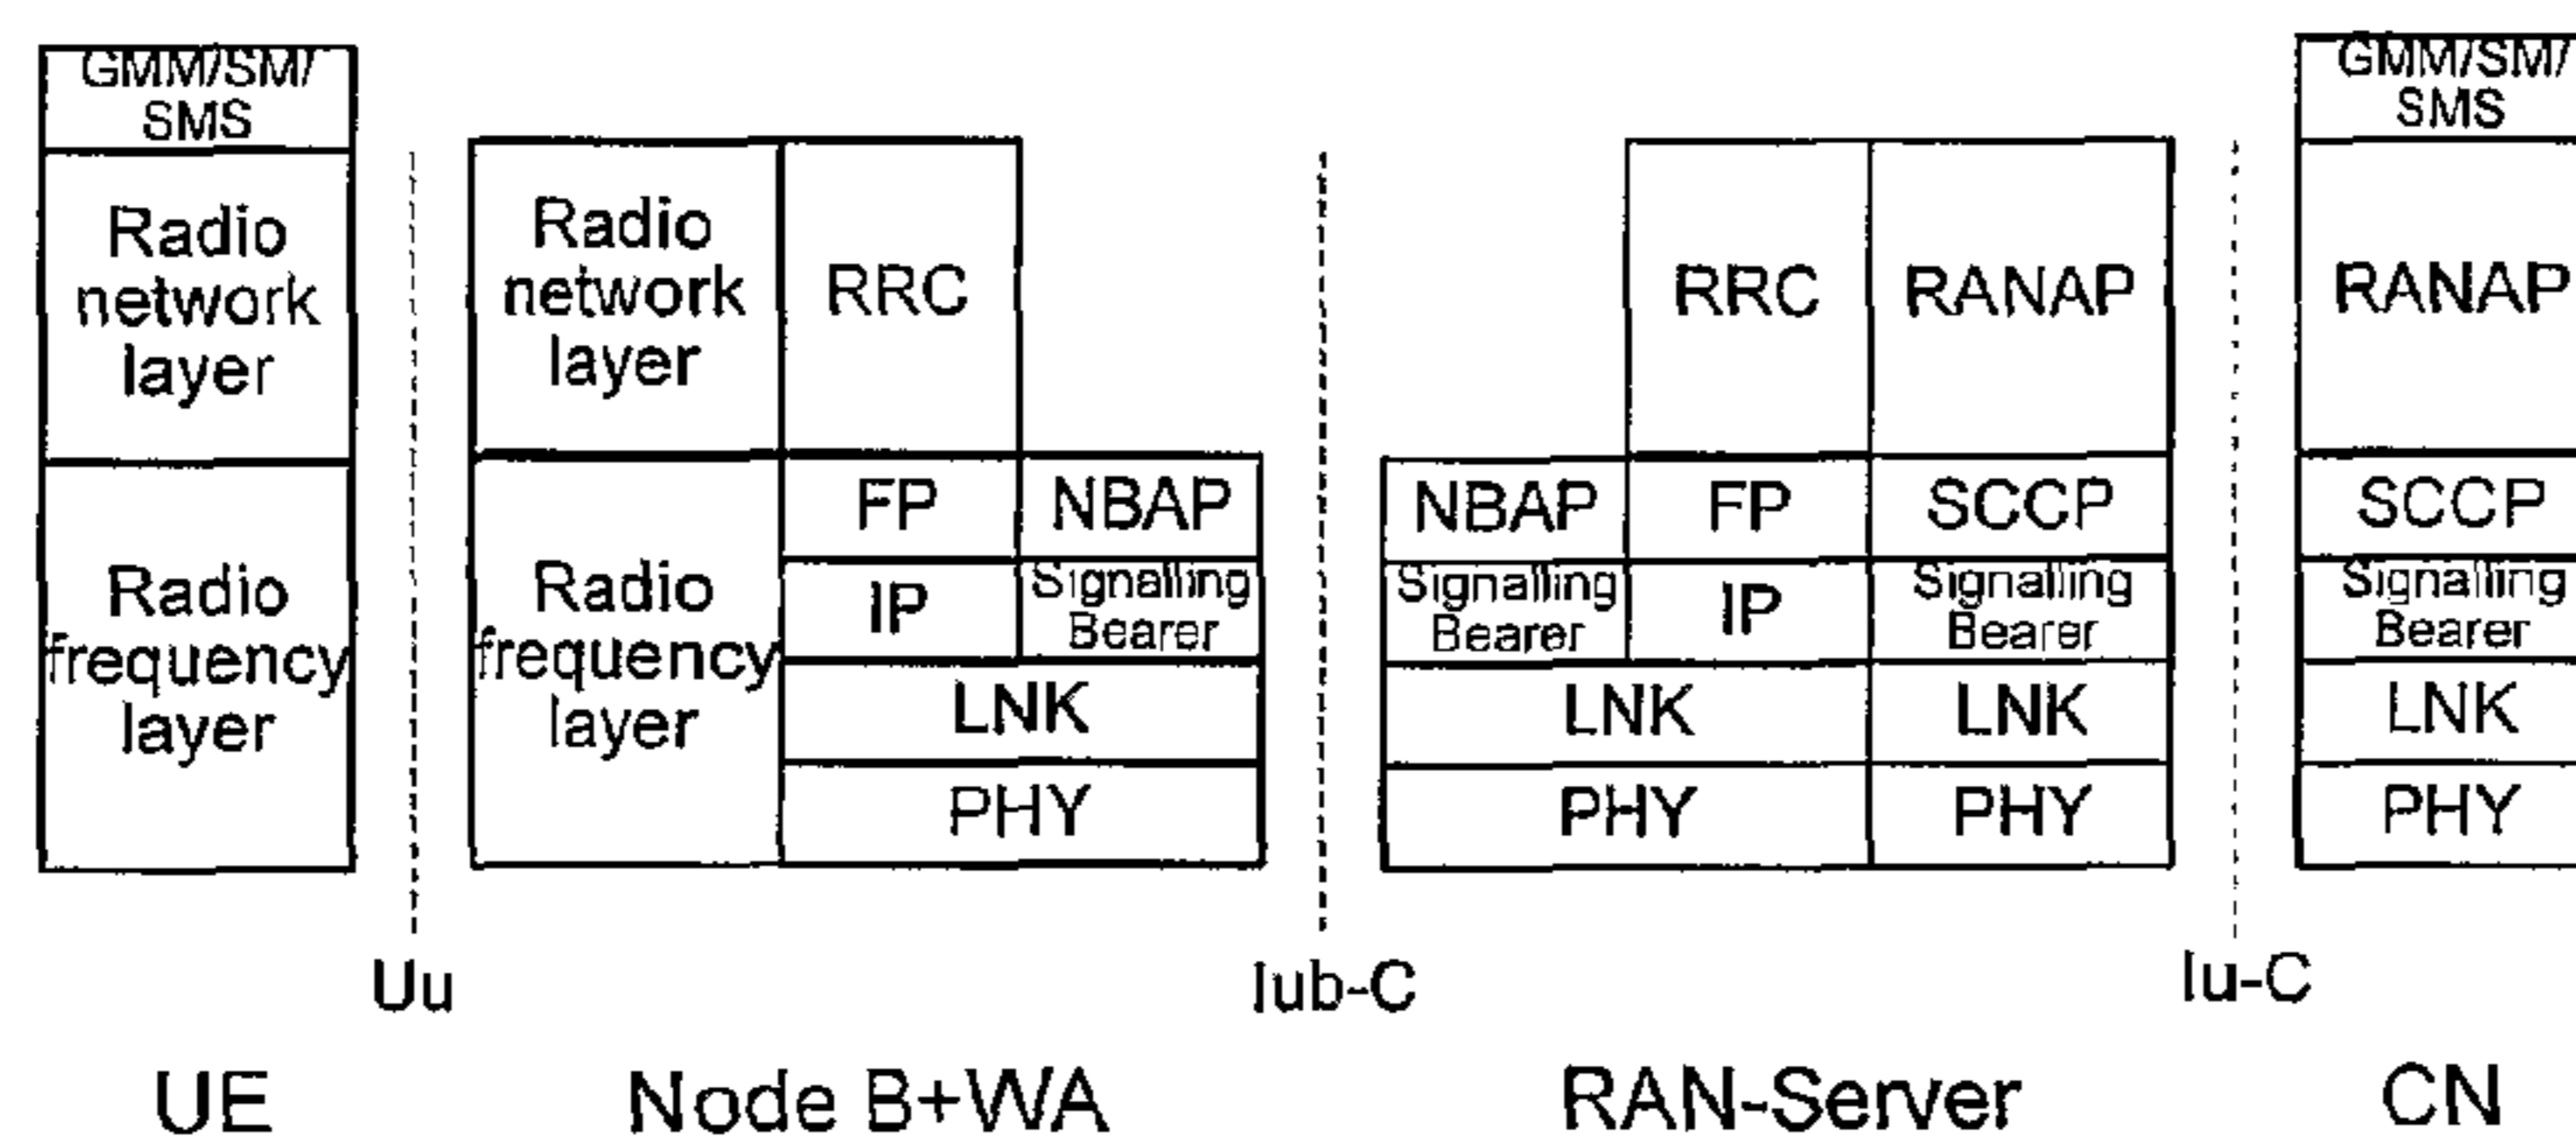 GMM/SM/
SMS
Radio
network
layer
Radio
frequency
layer
Uu
UE
Radio
network
layer
RRC
Radio
frequency
layer
FP
NBAP
IP
Signalling
Bearer
LNK
PHY
Iub-C
Node B+WA
RRC
RANAP
NBAP
FP
SCCP
Signalling
Bearer
IP
Signalling
Bearer
LNK
LNK
PHY
PHY
Iu-C
RAN-Server
GMM/SM/
SMS
RANAP
SCCP
Signalling
Bearer
LNK
PHY
CN